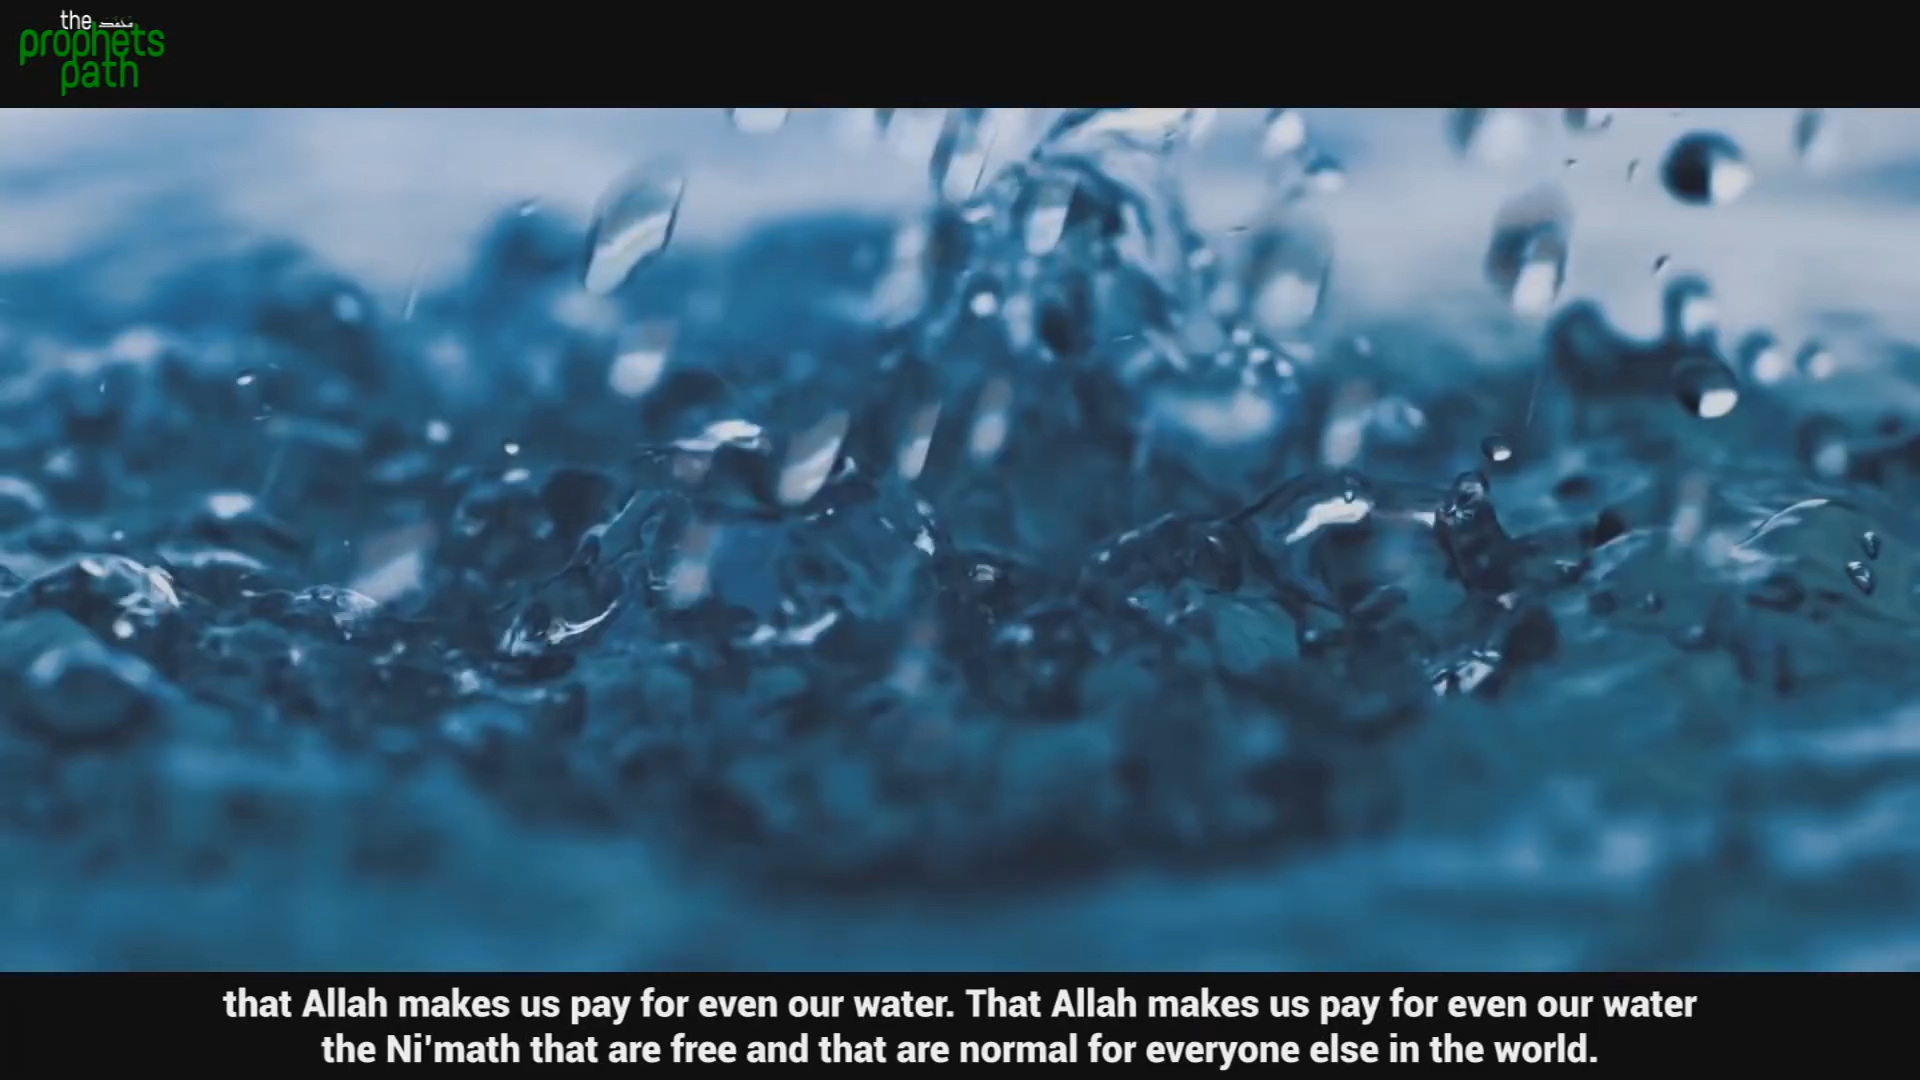 the
prophets
path
that Allah makes us pay for even our water. That Allah makes us pay for even our water
the Ni'math that are free and that are normal for everyone else in the world.